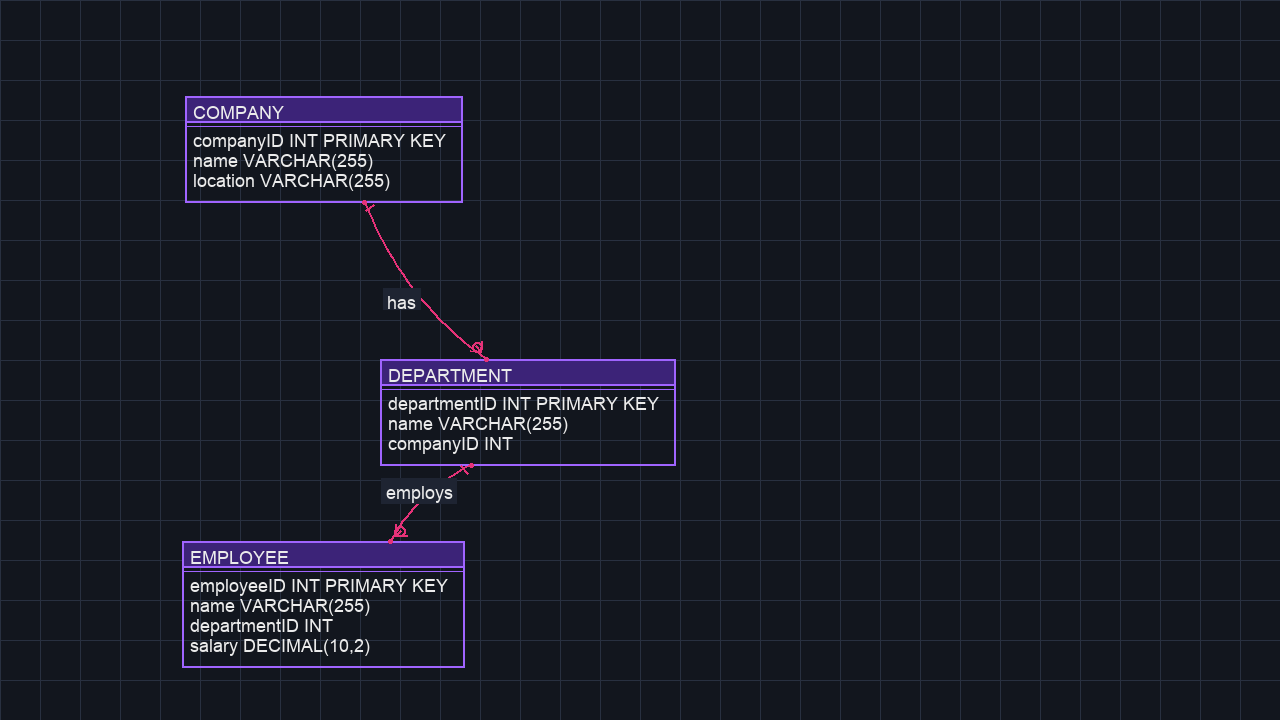 COMPANY
companyID INT PRIMARY KEY
name VARCHAR(255)
location VARCHAR(255)
has
DEPARTMENT
departmentID INT PRIMARY KEY
name VARCHAR(255)
companyID INT
employs
EMPLOYEE
employeeID INT PRIMARY KEY
name VARCHAR(255)
departmentID INT
salary DECIMAL(10,2)